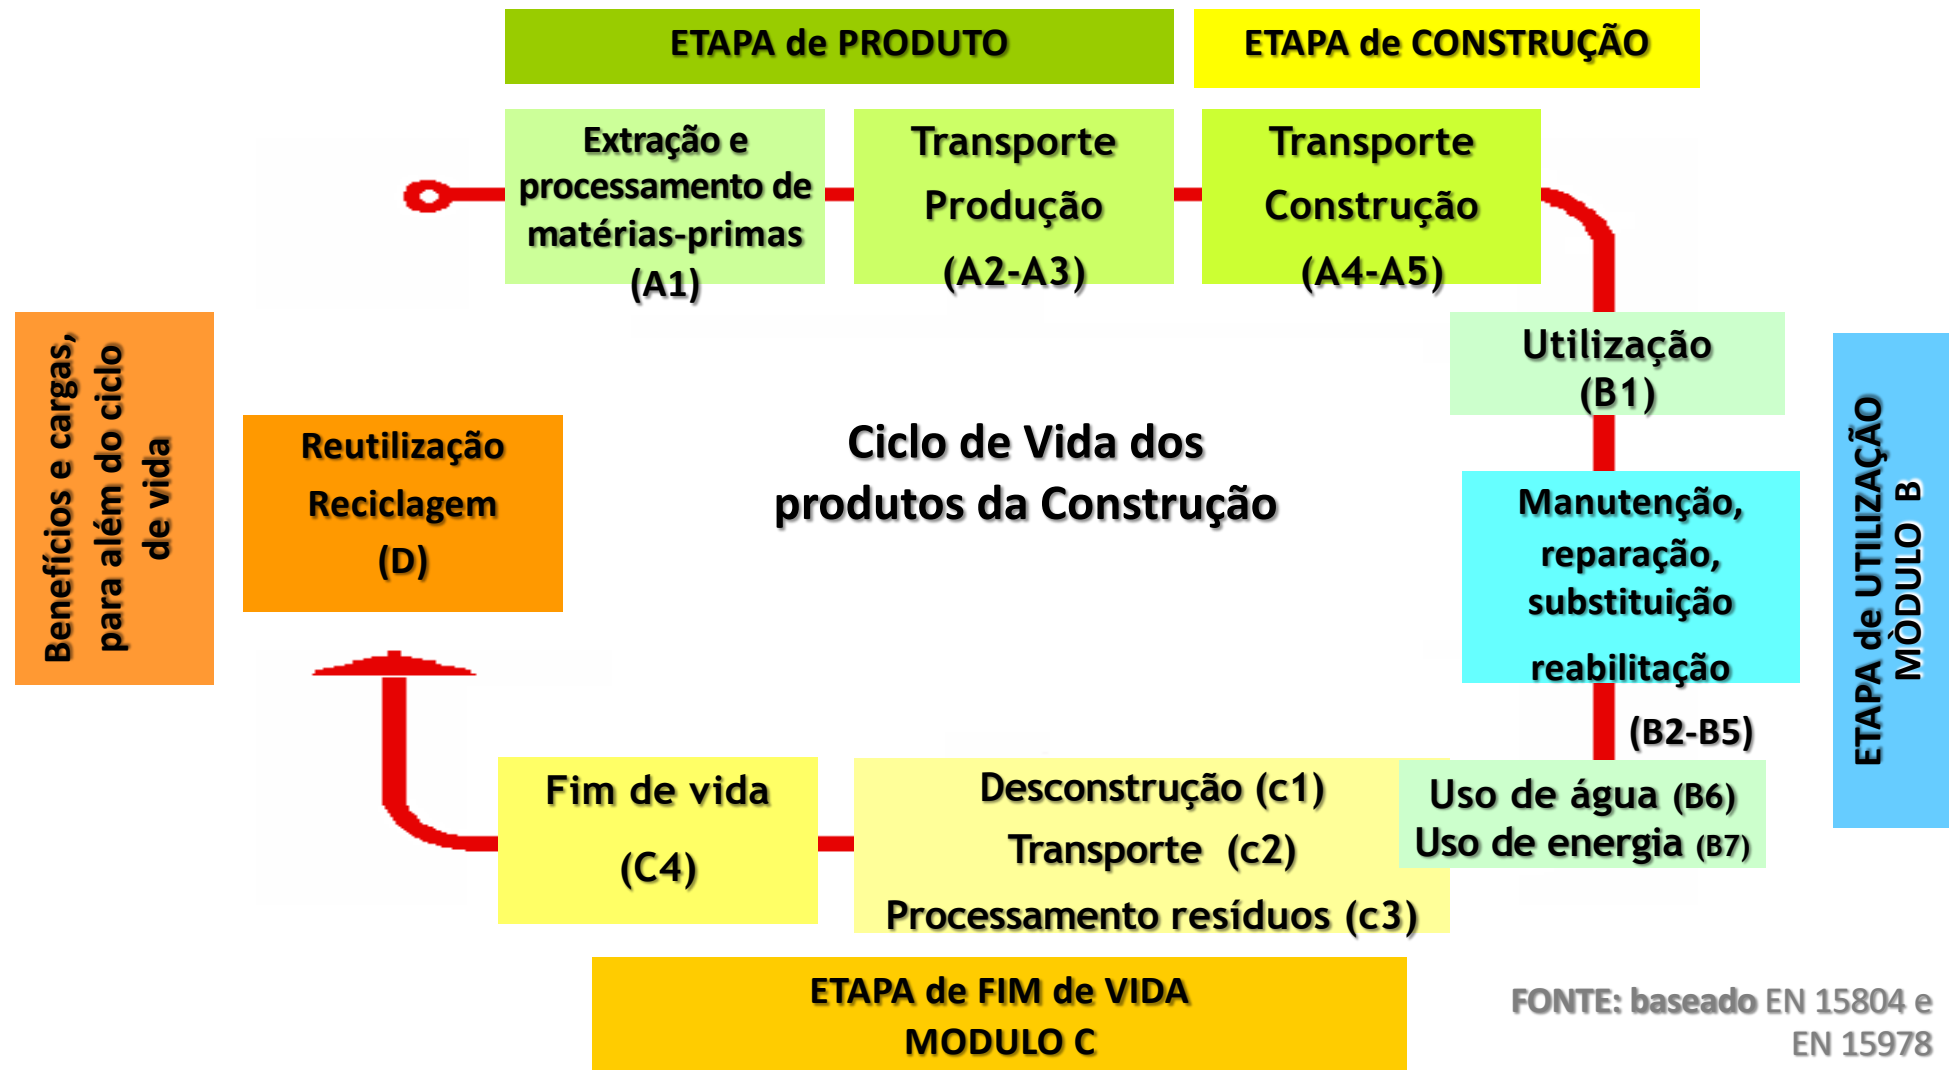 ETAPA de PRODUTO
ETAPA de CONSTRUÇÃO
Extração e
processamento de
matérias-primas
(A1)
Transporte
Produção
(A2-A3)
Transporte
Construção
(A4-A5)
Utilização
(B1)
Manutenção,
reparação,
substituição
reabilitação
(B2-B5)
ETAPA de UTILIZAÇÃO
MÒDULO B
Ciclo de Vida dos
produtos da Construção
Benefícios e cargas,
para além do ciclo
de vida
Reutilização
Reciclagem
(D)
Fim de vida
(C4)
Desconstrução (c1)
Transporte (c2)
Processamento resíduos (c3)
Uso de água (B6)
Uso de energia (B7)
ETAPA de FIM de VIDA
MODULO C
FONTE: baseado EN 15804 e
EN 15978